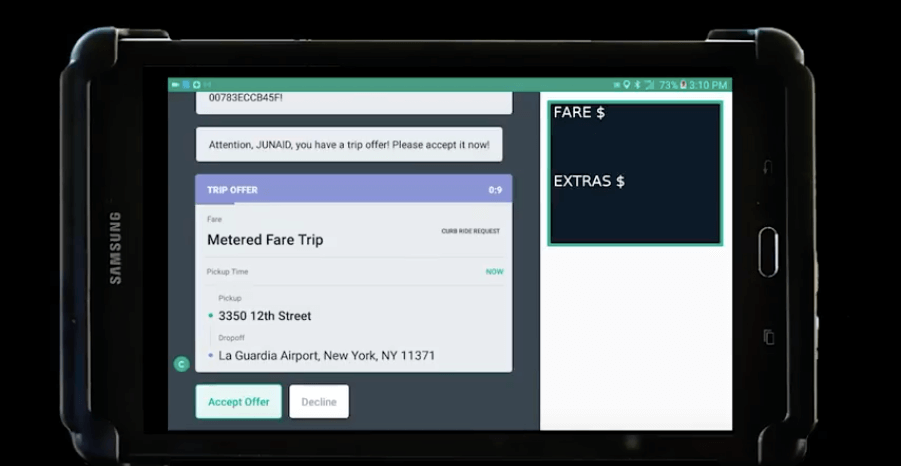 73% 3:10 PM
00783ECCB45F!
Attention, JUNAID, you have a trip offer! Please accept it now!
TRIP OFFER 0:9
Fare
Metered Fare Trip
CURB RIDE REQUEST
Pickup Time NOW
Pickup
3350 12th Street
Dropoff
La Guardia Airport, New York, NY 11371
C
Accept Offer Decline
FARE $
EXTRAS $
SAMSUNG